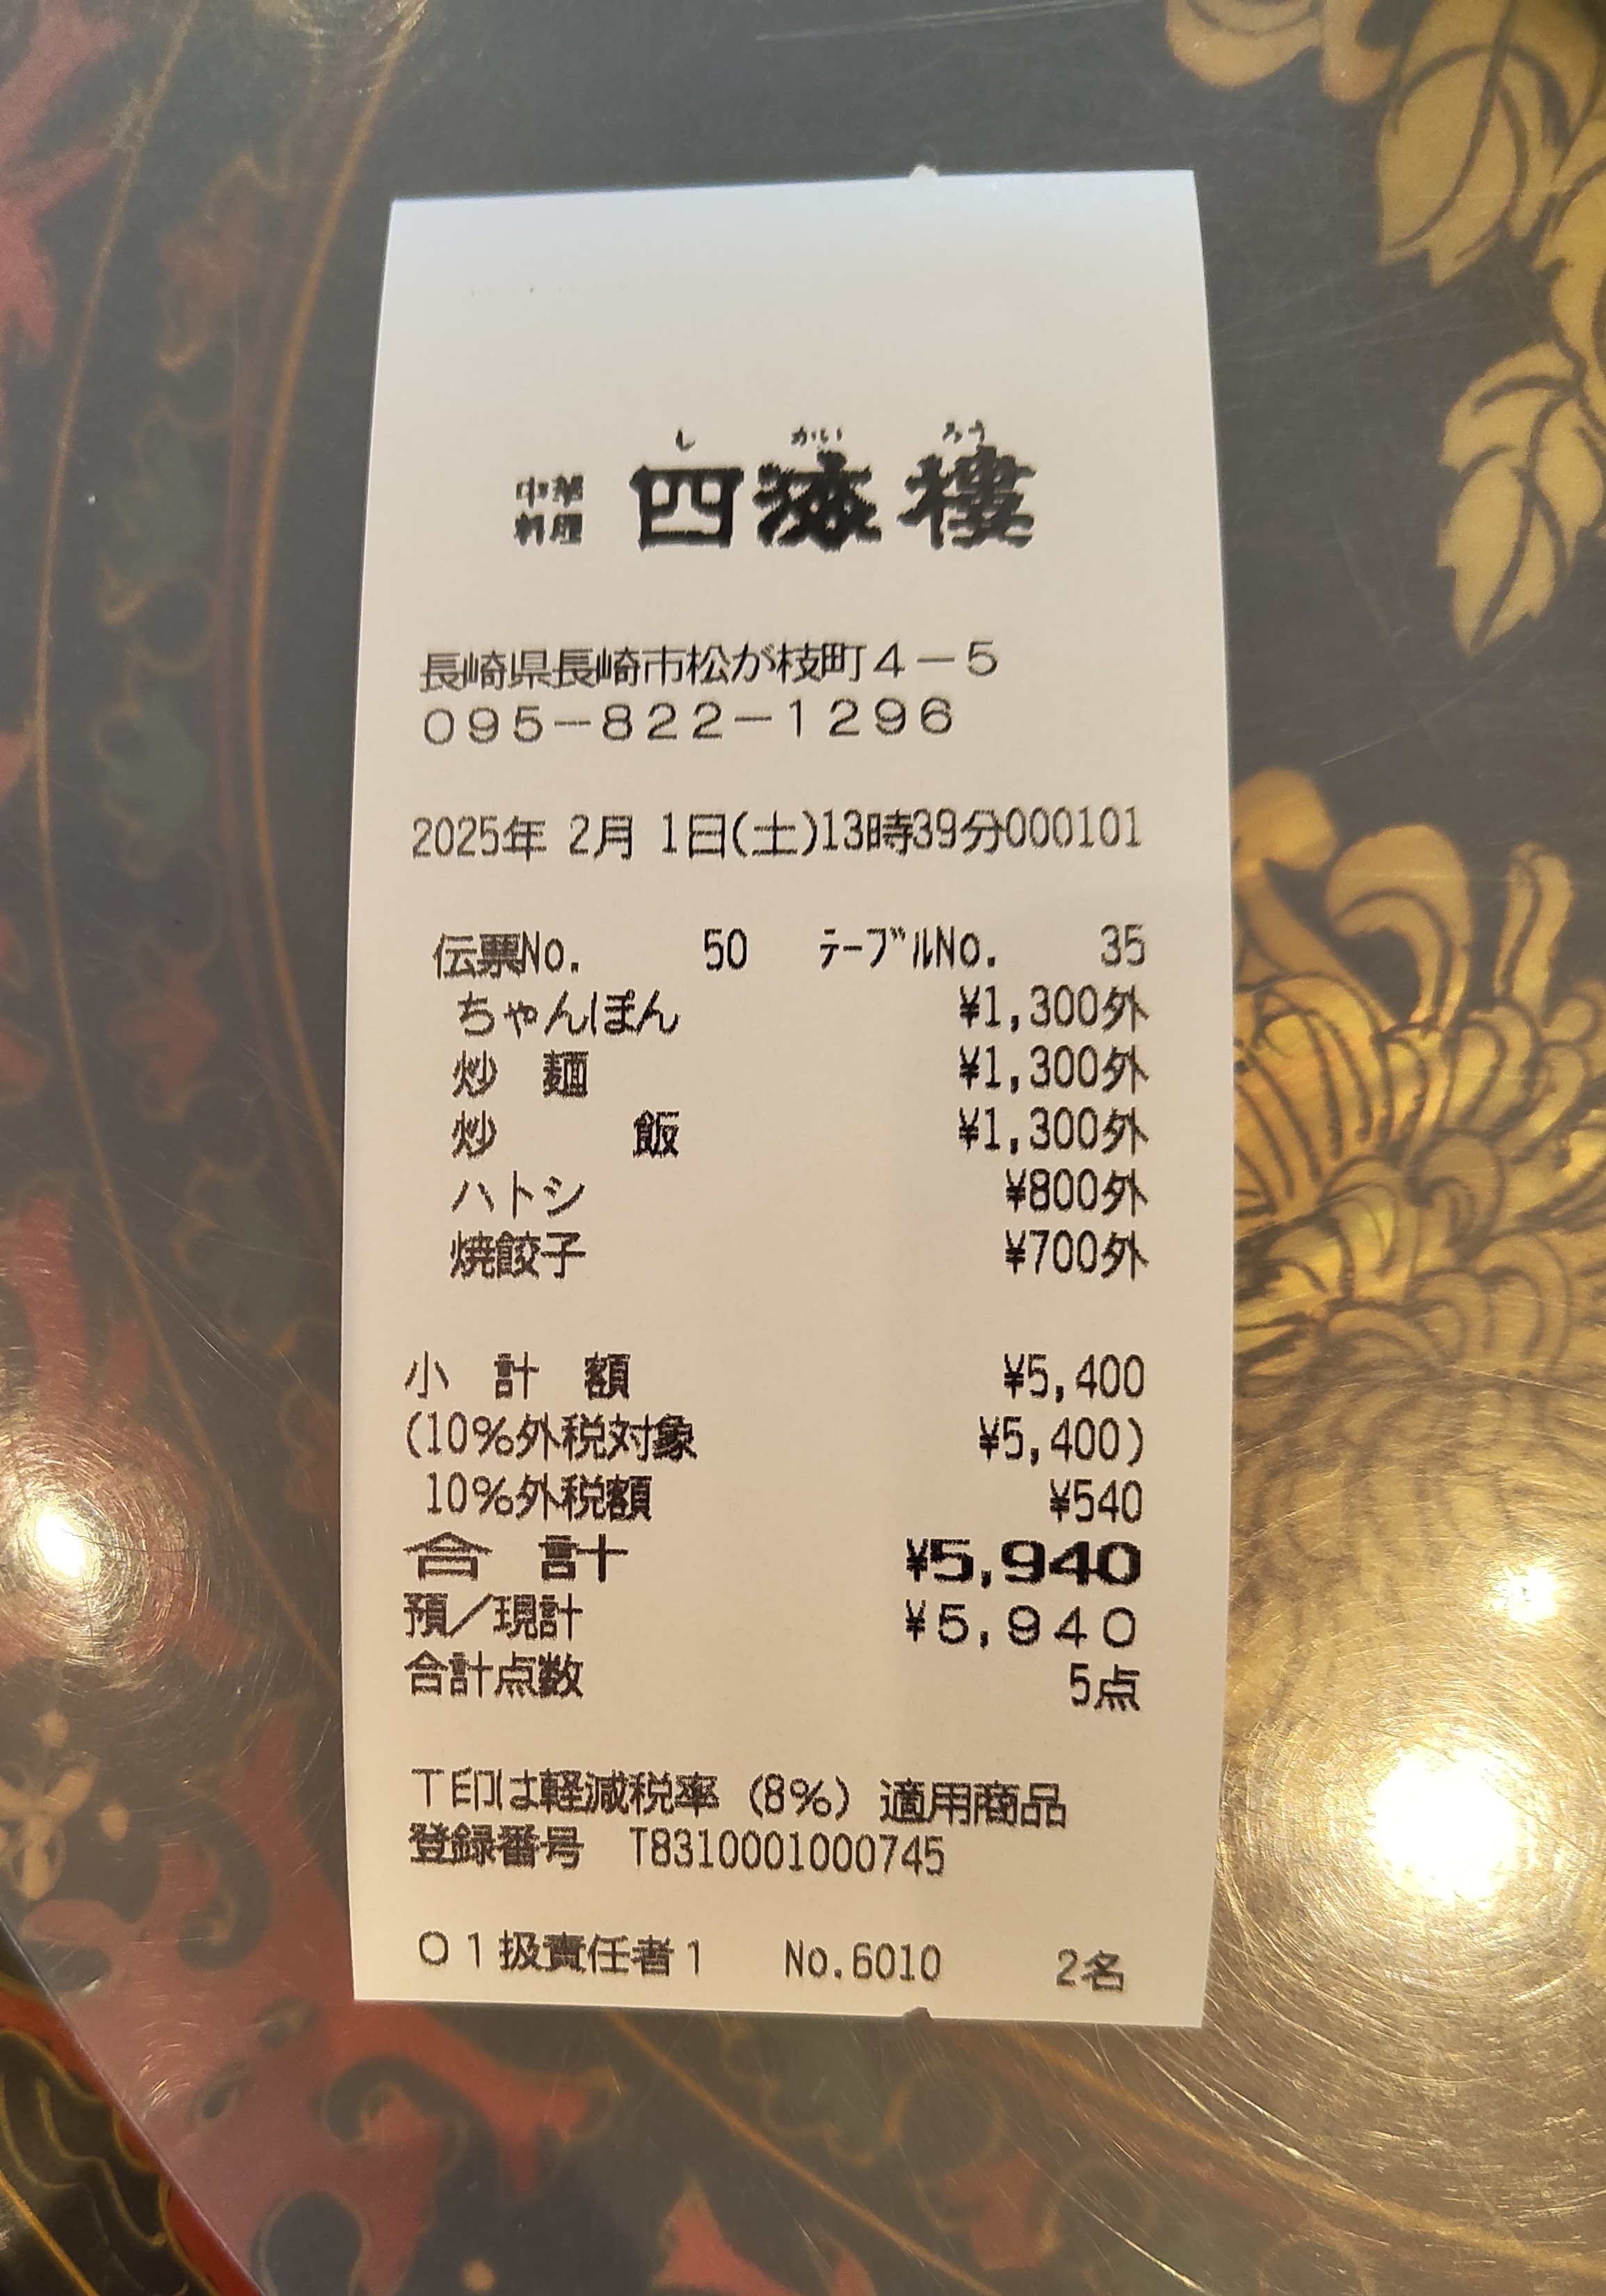 し かい ろう
中華料理 四海樓
長崎県長崎市松が枝町4-5
095-822-1296
2025年 2月 1日(土)13時39分000101
伝票No. 50 ﾃｰﾌﾞﾙNo. 35
ちゃんぽん ¥1,300外
炒 麺 ¥1,300外
炒 飯 ¥1,300外
ハトシ ¥800外
焼餃子 ¥700外
小 計 額 ¥5,400
(10%外税対象 ¥5,400)
10%外税額 ¥540
合 計 ¥5,940
預/現計 ¥5,940
合計点数 5点
T印は軽減税率(8%)適用商品
登録番号 T8310001000745
01扱責任者1 No.6010 2名